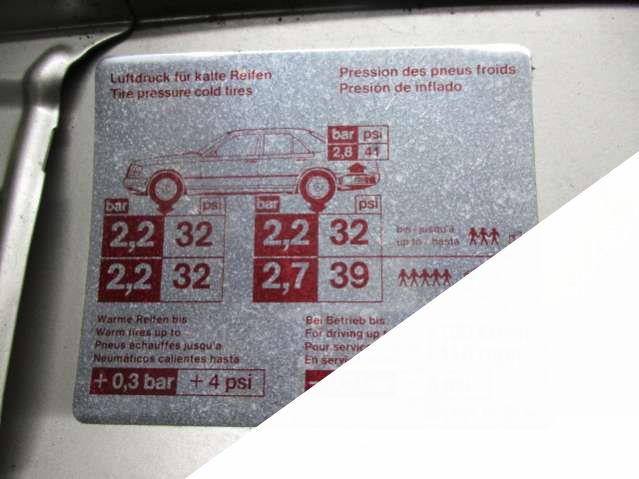 Luftdruck für kalte Reifen
Tire pressure cold tires
Pression des pneus froids
Presión de inflado
bar psi
2,8 41
bar psi
2,2 32
2,2 32
bar psi
2,2 32
2,7 39
bis - jusqu'a
up to - hasta
Warme Reifen bis
Warm tires up to
Pneus échauffés jusqu'a
Neumáticos calientes hasta
+ 0,3 bar + 4 psi
Bei Betrieb bis
For driving up
Pour
En